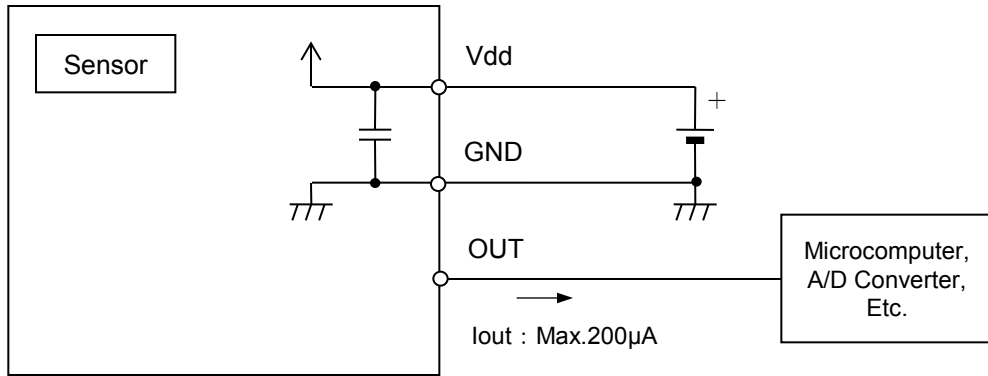 Sensor
Vdd
+
GND
OUT
Microcomputer,
A/D Converter,
Etc.
Iout：Max.200µA